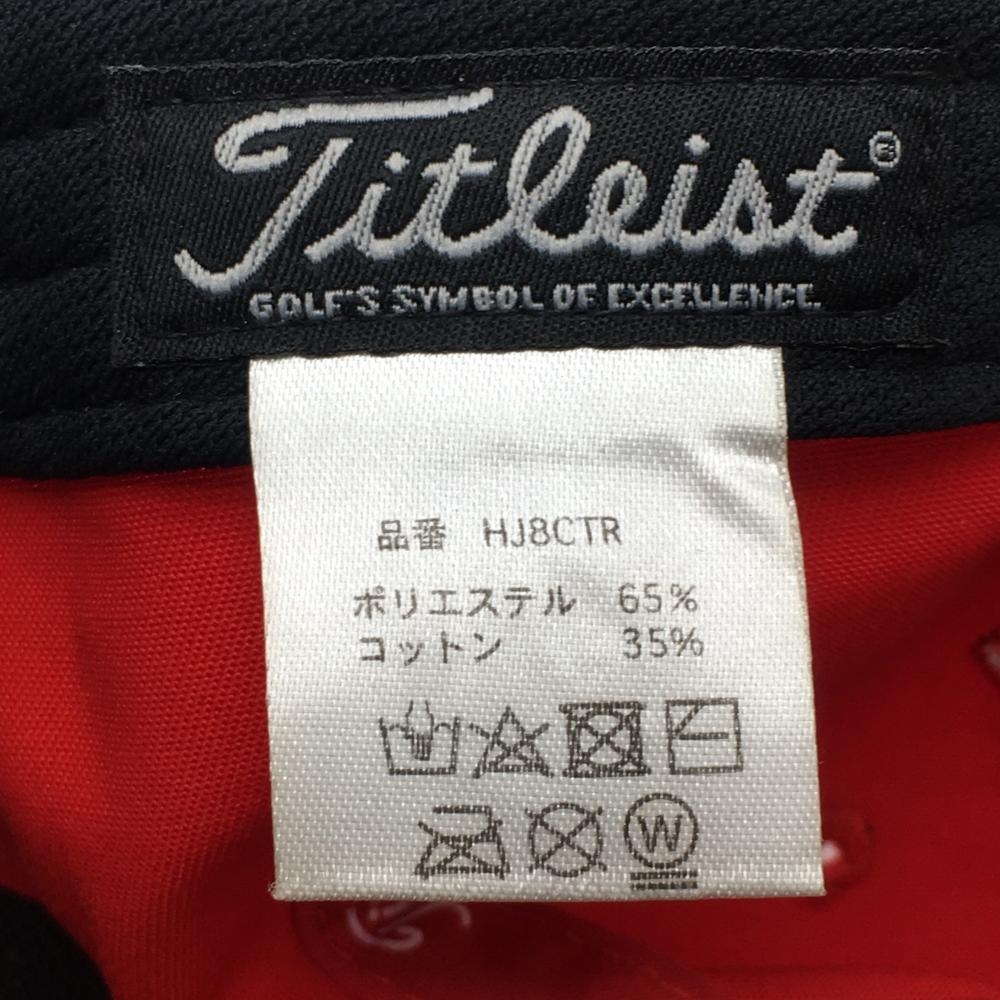 Titleist®
GOLF'S SYMBOL OF EXCELLENCE.
品番 HJ8CTR
ポリエステル 65%
コットン 35%
W